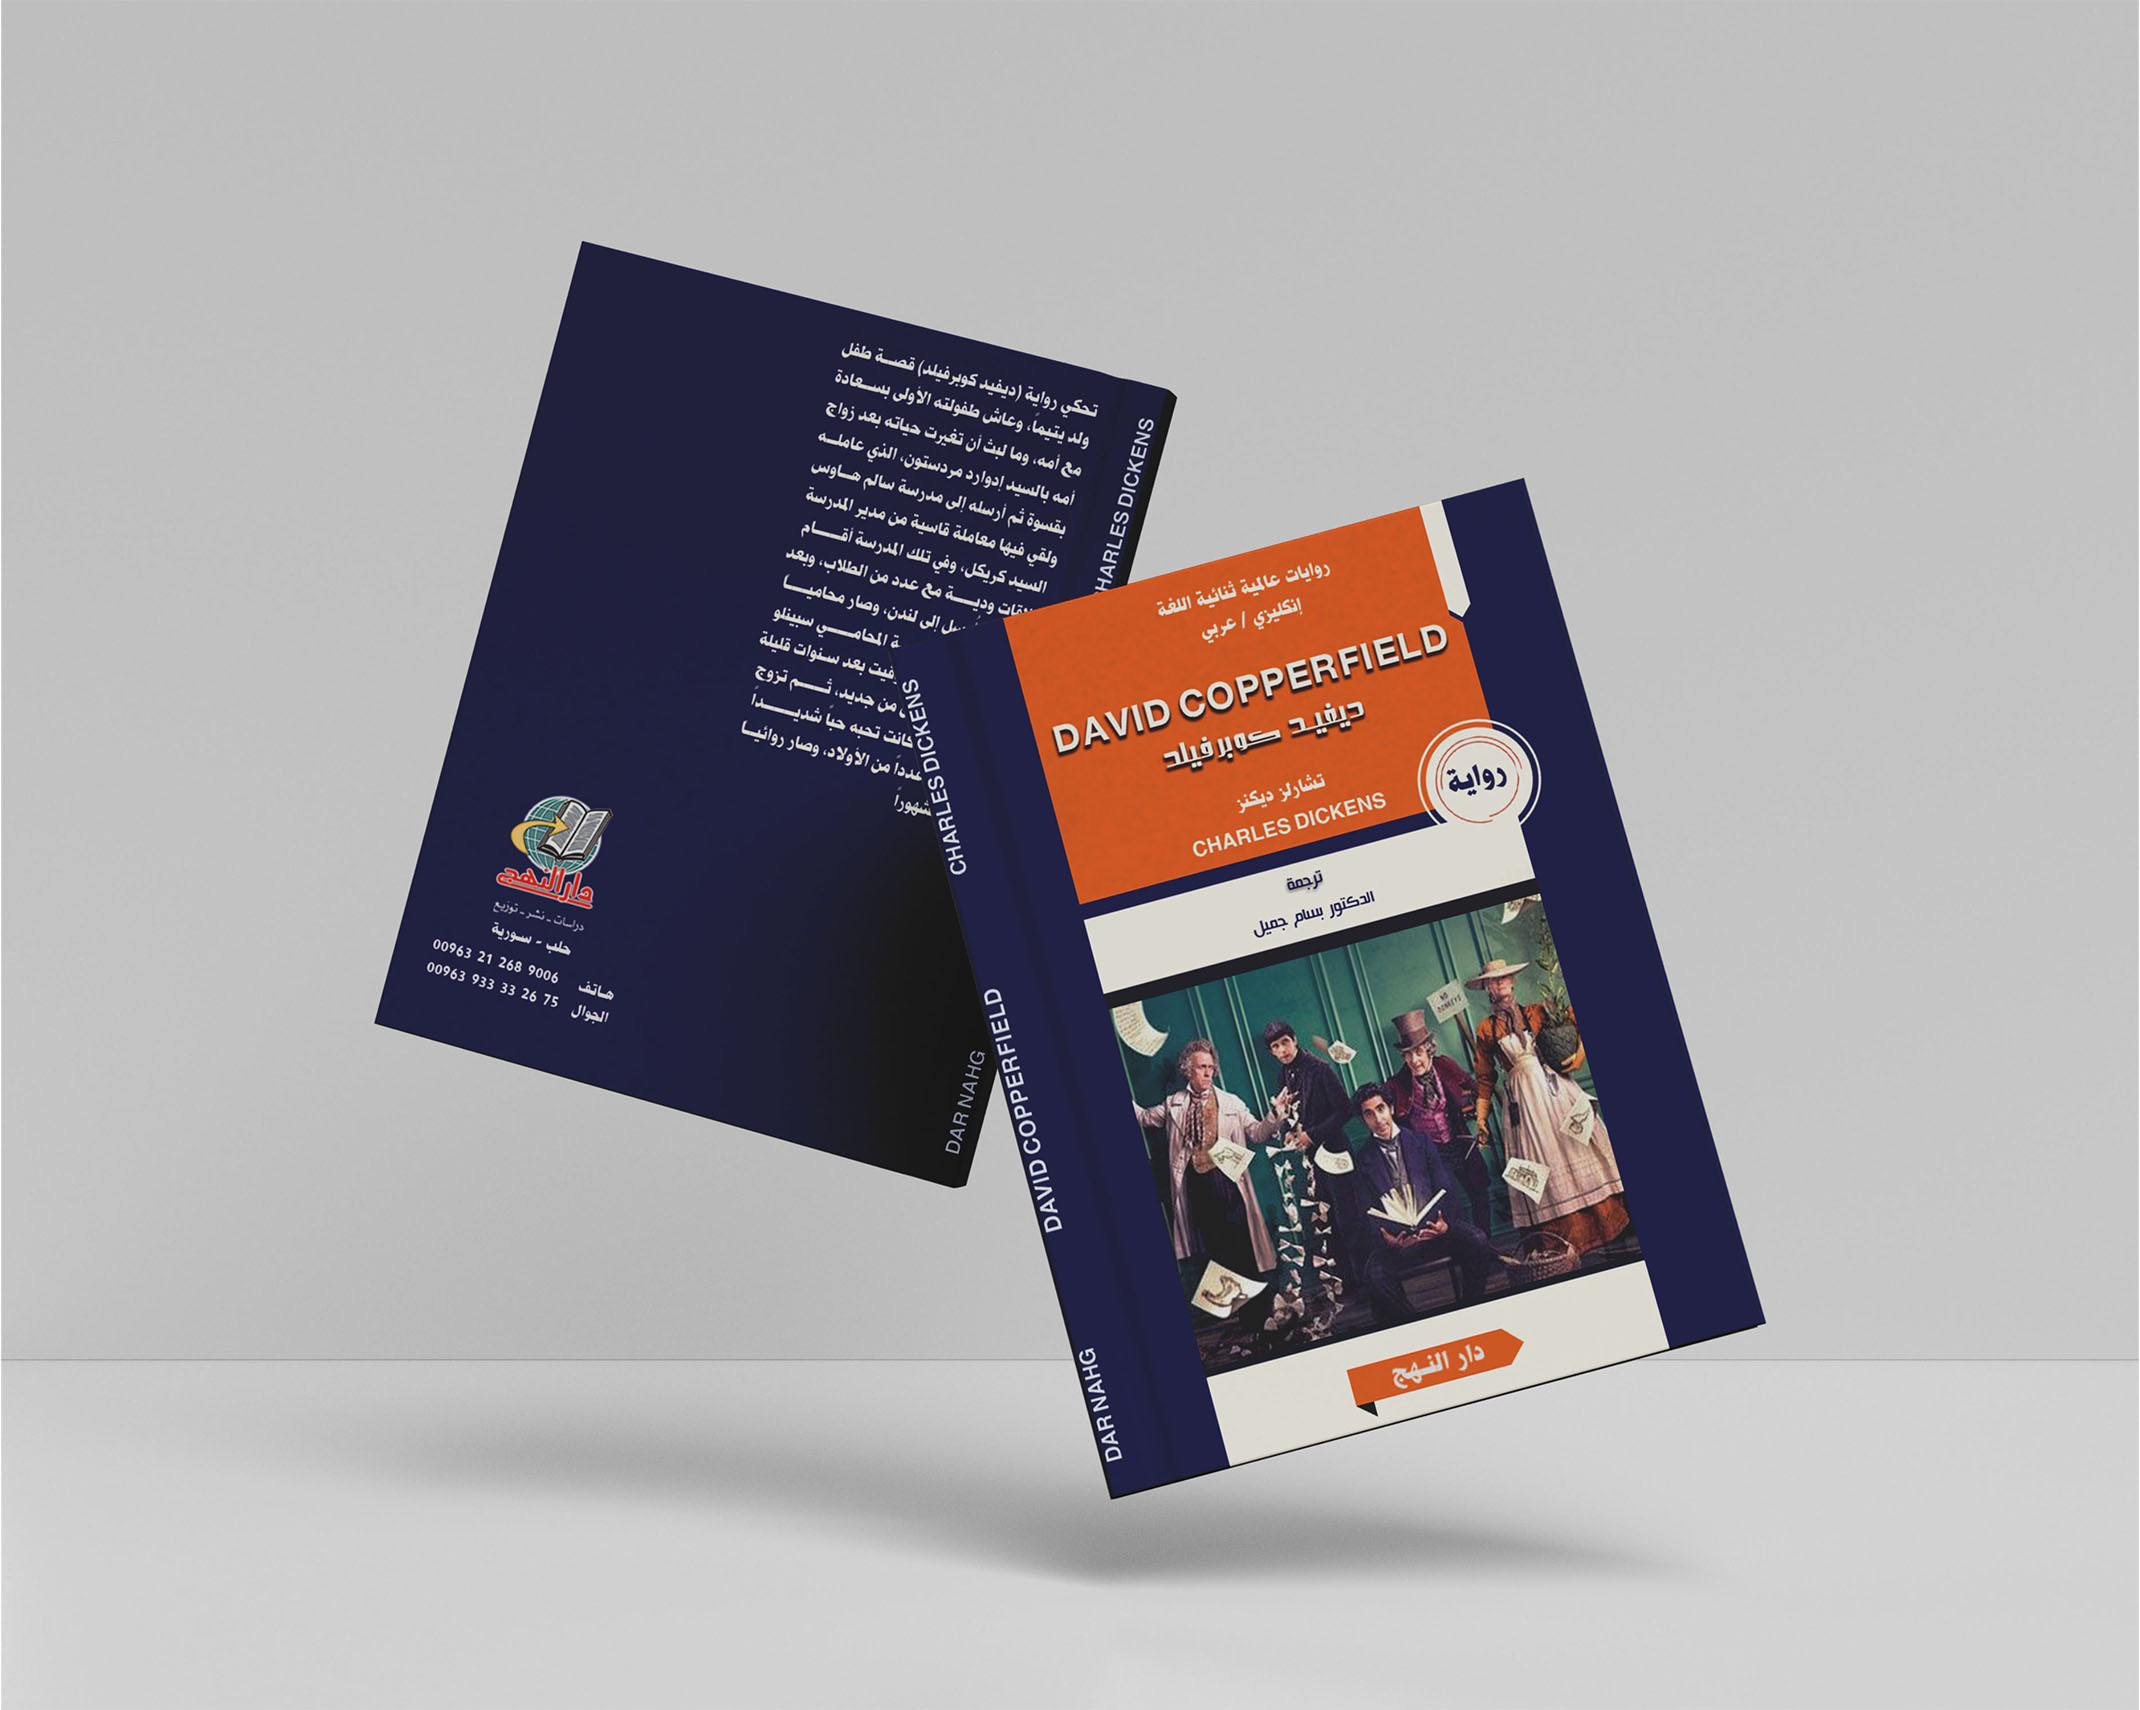 تحكي رواية (ديفيد كوبرفيلد) قصة طفل
ولد يتيماً، وعاش طفولته الأولى بسعادة
مع أمه، وما لبث أن تغيرت حياته بعد زواج
أمه بالسيد إدوارد مردستون، الذي عامله
بقسوة ثم أرسله إلى مدرسة سالم هاوس
ولقي فيها معاملة قاسية من مدير المدرسة
السيد كريكل، وفي تلك المدرسة أقام
ودية مع عدد من الطلاب، وبعد
إلى لندن، وصار محامياً
المحامي سبينلو
بعد سنوات قليلة
من جديد، ثم تزوج
كانت تحبه حباً شديداً
عدداً من الأولاد، وصار روائياً
دار النهج
دراسات - نشر - توزيع
حلب - سورية
هاتف 00963 21 268 9006
الجوال 00963 933 33 26 75
CHARLES DICKENS
DAR NAHG
CHARLES DICKENS
DAVID COPPERFIELD
DAR NAHG
روايات عالمية ثنائية اللغة
إنكليزي / عربي
DAVID COPPERFIELD
ديفيد كوبرفيلد
رواية
تشارلز ديكنز
CHARLES DICKENS
ترجمة
الدكتور بسام جميل
NO
DONKEYS
دار النهج